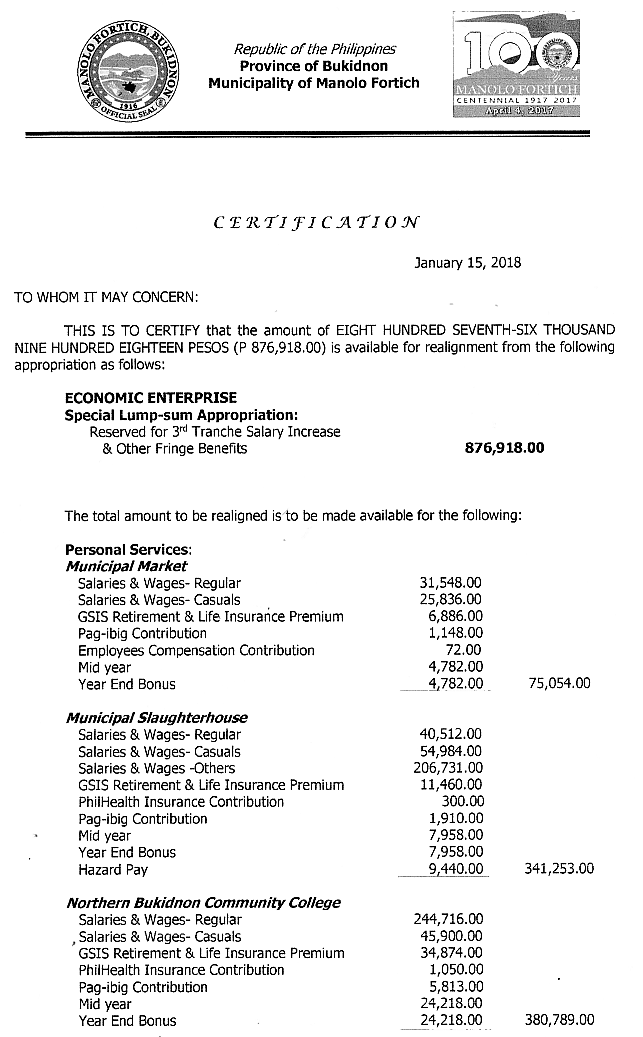 MANOLO FORTICH, BUKIDNON
1916
OFFICIAL SEAL
Republic of the Philippines
Province of Bukidnon
Municipality of Manolo Fortich
100
Years
MANOLO FORTICH
CENTENNIAL 1917 2017
April 4, 2017
CERTIFICATION
January 15, 2018
TO WHOM IT MAY CONCERN:
THIS IS TO CERTIFY that the amount of EIGHT HUNDRED SEVENTH-SIX THOUSAND
NINE HUNDRED EIGHTEEN PESOS (P 876,918.00) is available for realignment from the following
appropriation as follows:
ECONOMIC ENTERPRISE
Special Lump-sum Appropriation:
Reserved for 3rd Tranche Salary Increase
& Other Fringe Benefits 876,918.00
The total amount to be realigned is to be made available for the following:
Personal Services:
Municipal Market
Salaries & Wages- Regular 31,548.00
Salaries & Wages- Casuals 25,836.00
GSIS Retirement & Life Insurance Premium 6,886.00
Pag-ibig Contribution 1,148.00
Employees Compensation Contribution 72.00
Mid year 4,782.00
Year End Bonus 4,782.00 75,054.00
Municipal Slaughterhouse
Salaries & Wages- Regular 40,512.00
Salaries & Wages- Casuals 54,984.00
Salaries & Wages -Others 206,731.00
GSIS Retirement & Life Insurance Premium 11,460.00
PhilHealth Insurance Contribution 300.00
Pag-ibig Contribution 1,910.00
Mid year 7,958.00
Year End Bonus 7,958.00
Hazard Pay 9,440.00 341,253.00
Northern Bukidnon Community College
Salaries & Wages- Regular 244,716.00
Salaries & Wages- Casuals 45,900.00
GSIS Retirement & Life Insurance Premium 34,874.00
PhilHealth Insurance Contribution 1,050.00
Pag-ibig Contribution 5,813.00
Mid year 24,218.00
Year End Bonus 24,218.00 380,789.00